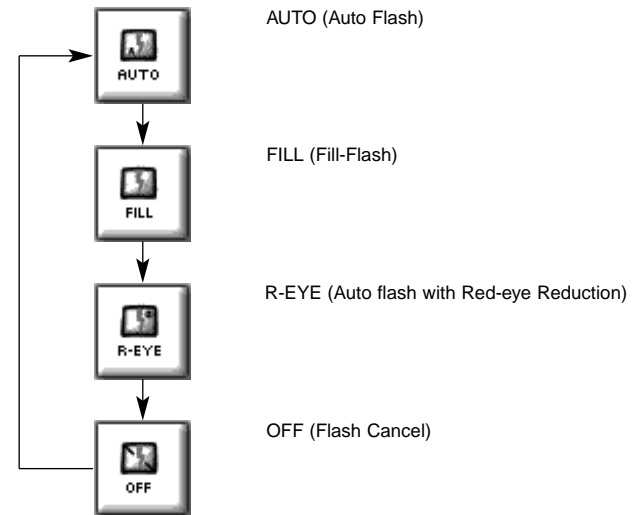 AUTO (Auto Flash)
AUTO
FILL (Fill-Flash)
FILL
R-EYE (Auto flash with Red-eye Reduction)
R-EYE
OFF (Flash Cancel)
OFF